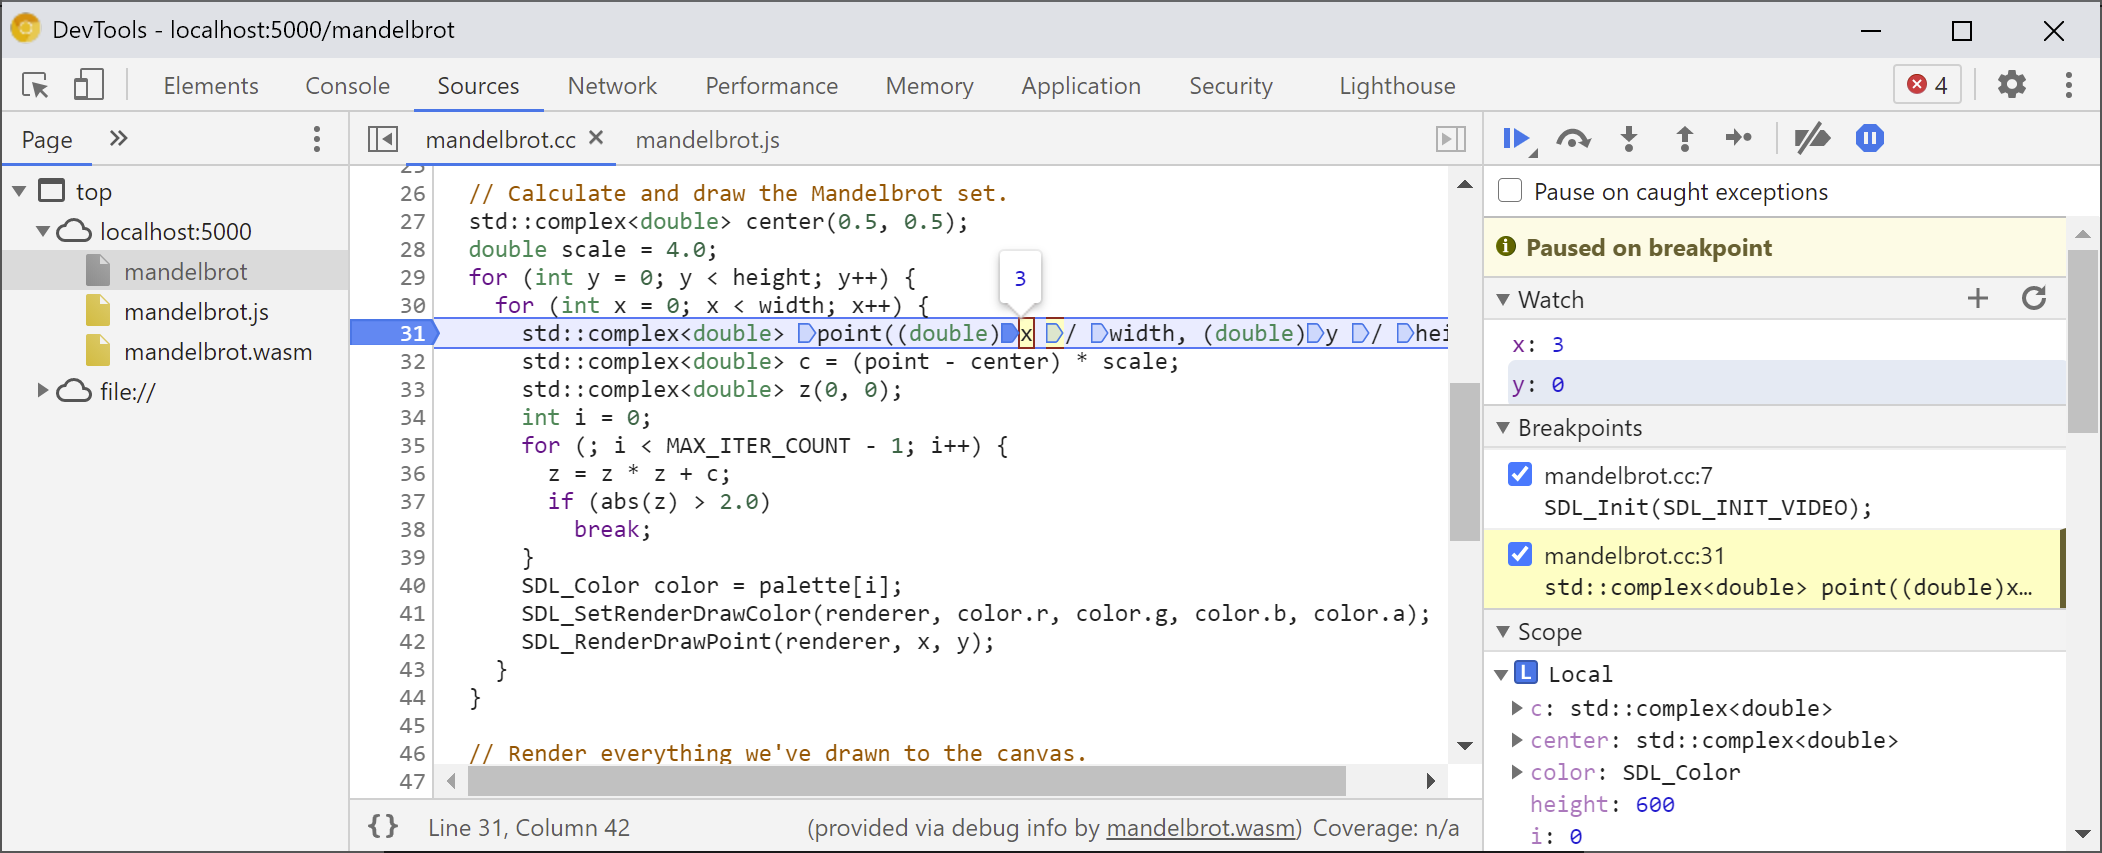 DevTools - localhost:5000/mandelbrot
Elements Console Sources Network Performance Memory Application Security Lighthouse 4
Page
top
localhost:5000
mandelbrot
mandelbrot.js
mandelbrot.wasm
file://
mandelbrot.cc mandelbrot.js
25
26 // Calculate and draw the Mandelbrot set.
27 std::complex<double> center(0.5, 0.5);
28 double scale = 4.0;
29 for (int y = 0; y < height; y++) {
30 for (int x = 0; x < width; x++) {
3
31 std::complex<double> point((double)x / width, (double)y / hei
32 std::complex<double> c = (point - center) * scale;
33 std::complex<double> z(0, 0);
34 int i = 0;
35 for (; i < MAX_ITER_COUNT - 1; i++) {
36 z = z * z + c;
37 if (abs(z) > 2.0)
38 break;
39 }
40 SDL_Color color = palette[i];
41 SDL_SetRenderDrawColor(renderer, color.r, color.g, color.b, color.a);
42 SDL_RenderDrawPoint(renderer, x, y);
43 }
44 }
45
46 // Render everything we've drawn to the canvas.
47
{} Line 31, Column 42 (provided via debug info by mandelbrot.wasm) Coverage: n/a
Pause on caught exceptions
Paused on breakpoint
Watch
x: 3
y: 0
Breakpoints
mandelbrot.cc:7
SDL_Init(SDL_INIT_VIDEO);
mandelbrot.cc:31
std::complex<double> point((double)x…
Scope
L Local
c: std::complex<double>
center: std::complex<double>
color: SDL_Color
height: 600
i: 0